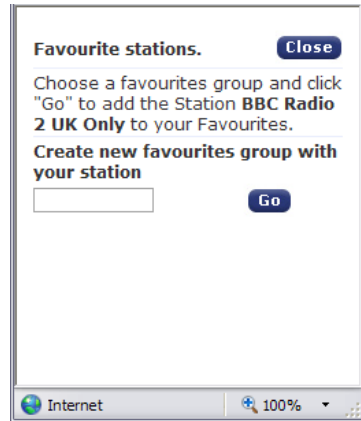 Favourite stations. Close
Choose a favourites group and click
"Go" to add the Station BBC Radio
2 UK Only to your Favourites.
Create new favourites group with
your station
Go
Internet 100%